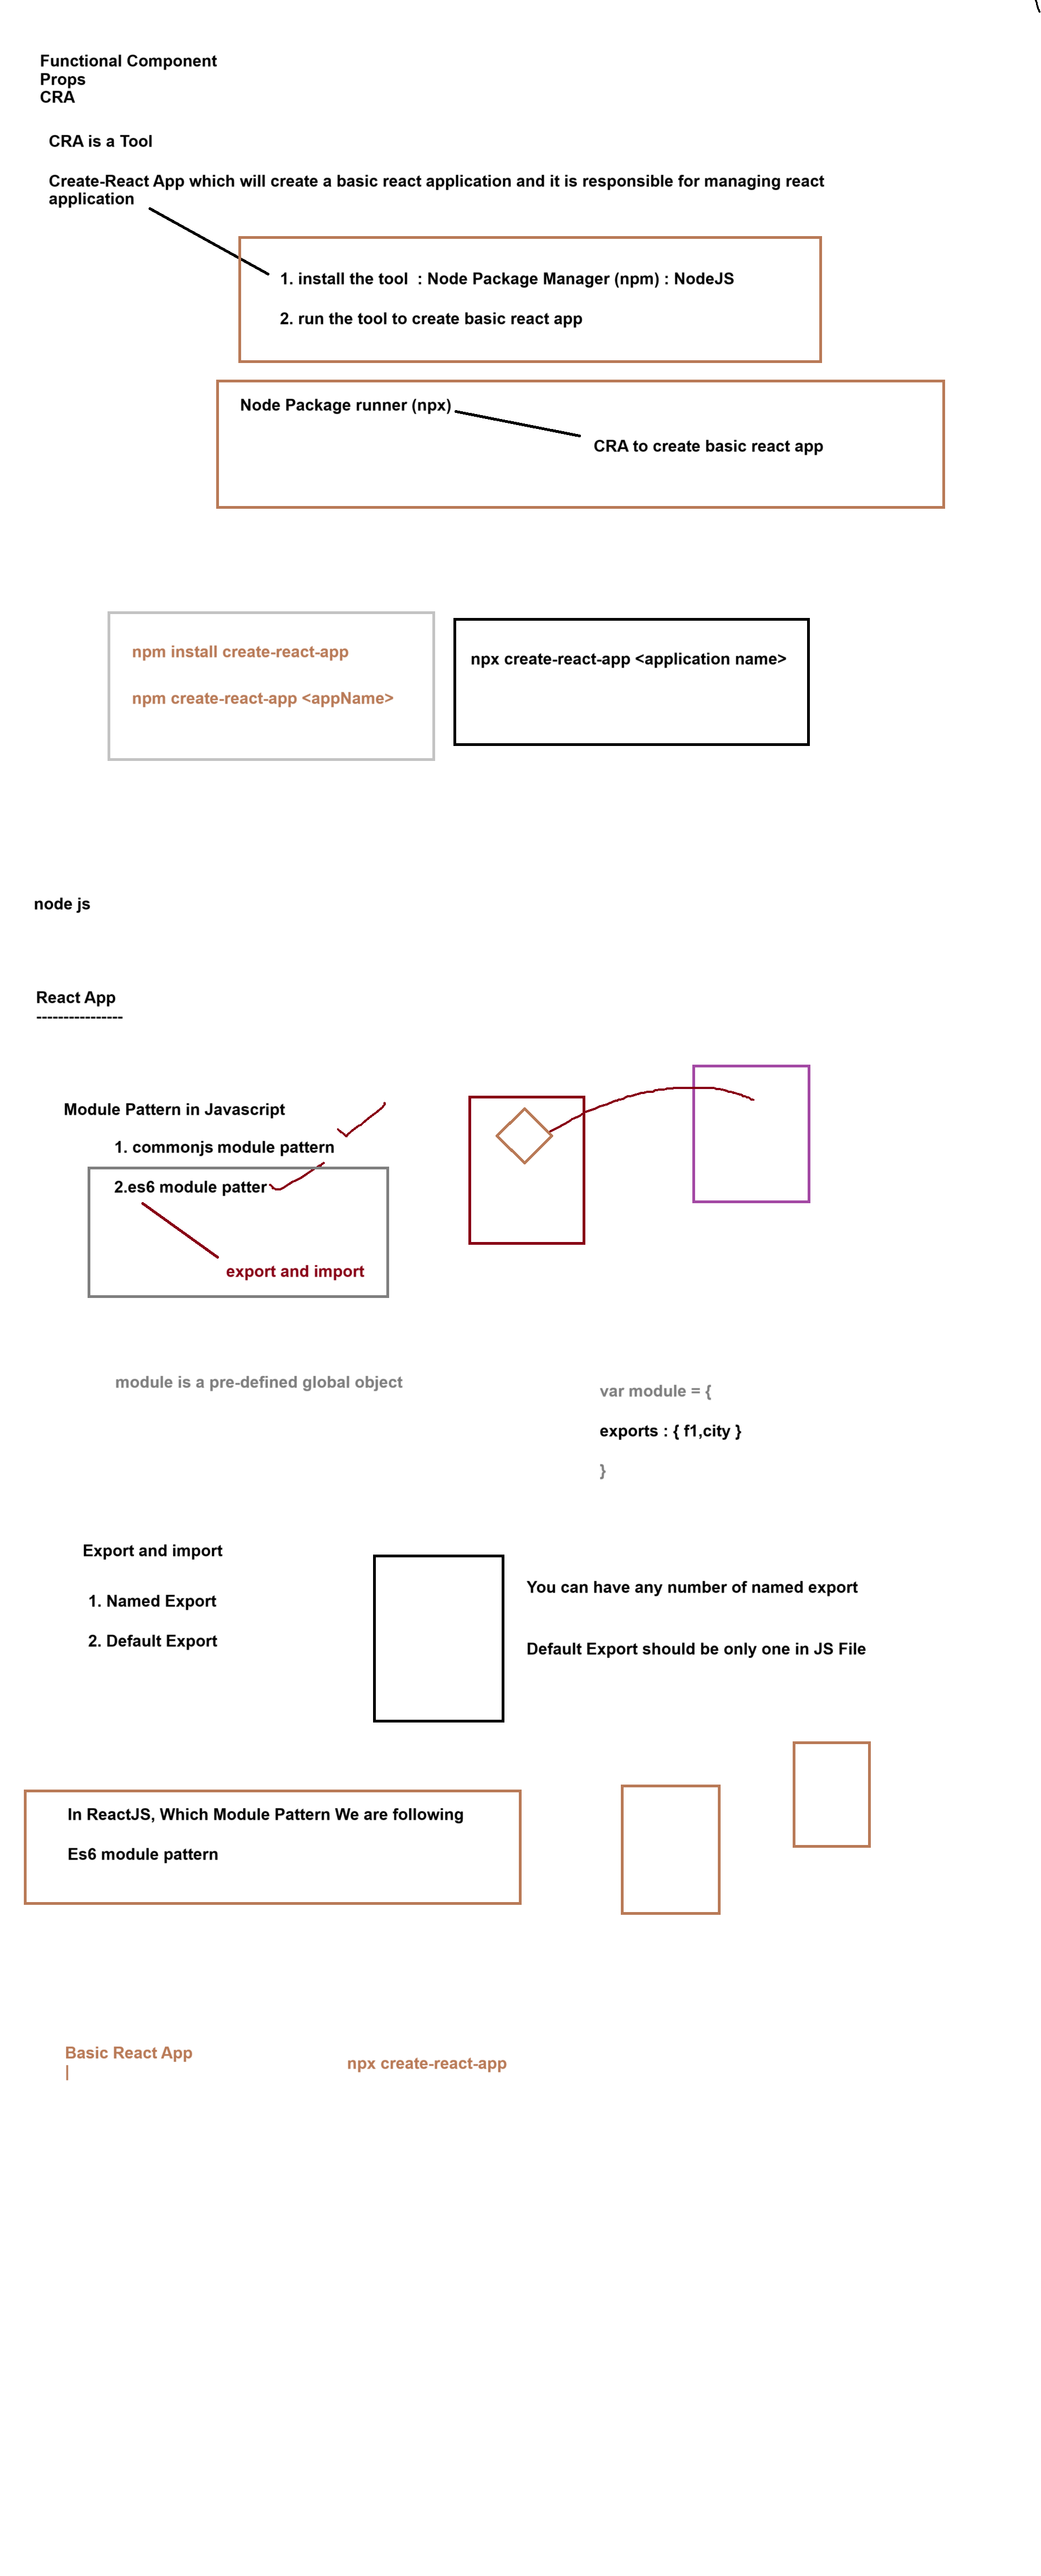 Functional Component
Props
CRA
CRA is a Tool
Create-React App which will create a basic react application and it is responsible for managing react
application
1. install the tool  : Node Package Manager (npm) : NodeJS
2. run the tool to create basic react app
Node Package runner (npx)
CRA to create basic react app
npm install create-react-app
npm create-react-app <appName>
npx create-react-app <application name>
node js
React App
----------------
Module Pattern in Javascript
1. commonjs module pattern
2.es6 module patter
export and import
module is a pre-defined global object
var module = {
exports : { f1,city }
}
Export and import
1. Named Export
2. Default Export
You can have any number of named export
Default Export should be only one in JS File
In ReactJS, Which Module Pattern We are following
Es6 module pattern
Basic React App
|
npx create-react-app